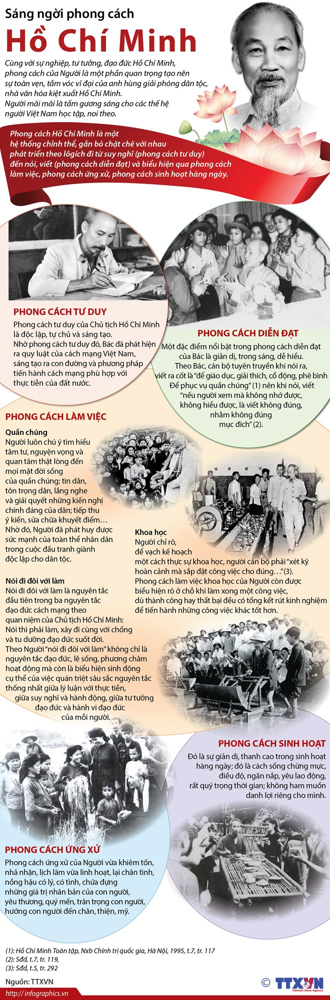 Sáng ngời phong cách
Hồ Chí Minh
Cùng với sự nghiệp, tư tưởng, đạo đức Hồ Chí Minh,
phong cách của Người là một phần quan trọng tạo nên
sự toàn vẹn, tầm vóc vĩ đại của anh hùng giải phóng dân tộc,
nhà văn hóa kiệt xuất Hồ Chí Minh.
Người mãi mãi là tấm gương sáng cho các thế hệ
người Việt Nam học tập, noi theo.
Phong cách Hồ Chí Minh là một
hệ thống chỉnh thể, gắn bó chặt chẽ với nhau
phát triển theo lôgích đi từ suy nghĩ (phong cách tư duy)
đến nói, viết (phong cách diễn đạt) và biểu hiện qua phong cách
làm việc, phong cách ứng xử, phong cách sinh hoạt hàng ngày.
PHONG CÁCH TƯ DUY
Phong cách tư duy của Chủ tịch Hồ Chí Minh
là độc lập, tự chủ và sáng tạo.
Nhờ phong cách tư duy đó, Bác đã phát hiện
ra quy luật của cách mạng Việt Nam,
sáng tạo ra con đường và phương pháp
tiến hành cách mạng phù hợp với
thực tiễn của đất nước.
PHONG CÁCH DIỄN ĐẠT
Một đặc điểm nổi bật trong phong cách diễn đạt
của Bác là giản dị, trong sáng, dễ hiểu.
Theo Bác, cán bộ tuyên truyền khi nói ra,
viết ra cốt là "để giáo dục, giải thích, cổ động, phê bình
Để phục vụ quần chúng" (1) nên khi nói, viết
"nếu người xem mà không nhớ được,
không hiểu được, là viết không đúng,
nhằm không đúng
mục đích" (2).
PHONG CÁCH LÀM VIỆC
Quần chúng
Người luôn chú ý tìm hiểu
tâm tư, nguyện vọng và
quan tâm thật lòng đến
mọi mặt đời sống
của quần chúng; tin dân,
tôn trọng dân, lắng nghe
và giải quyết những kiến nghị
chính đáng của dân; tiếp thu
ý kiến, sửa chữa khuyết điểm...
Nhờ đó, Người đã phát huy được
sức mạnh của toàn thể nhân dân
trong cuộc đấu tranh giành
độc lập cho dân tộc.
Khoa học
Người chỉ rõ,
để vạch kế hoạch
một cách thực sự khoa học, người cán bộ phải "xét kỹ
hoàn cảnh mà sắp đặt công việc cho đúng..." (3).
Phong cách làm việc khoa học của Người còn được
biểu hiện rõ ở chỗ khi làm xong một công việc,
dù thành công hay thất bại đều có tổng kết rút kinh nghiệm
để tiến hành những công việc khác tốt hơn.
Nói đi đôi với làm
Nói đi đôi với làm là nguyên tắc
đầu tiên trong ba nguyên tắc
đạo đức cách mạng theo
quan niệm của Chủ tịch Hồ Chí Minh:
Nói thì phải làm, xây đi cùng với chống
và tu dưỡng đạo đức suốt đời.
Theo Người "nói đi đôi với làm" không chỉ là
nguyên tắc đạo đức, lẽ sống, phương châm
hoạt động mà còn là biểu hiện sinh động
cụ thể của việc quán triệt sâu sắc nguyên tắc
thống nhất giữa lý luận với thực tiễn,
giữa suy nghĩ và hành động, giữa tư tưởng
đạo đức và hành vi đạo đức
của mỗi người.
PHONG CÁCH SINH HOẠT
Đó là sự giản dị, thanh cao trong sinh hoạt
hàng ngày; đó là cách sống chừng mực,
điều độ, ngăn nắp, yêu lao động,
rất quý trọng thời gian; không ham muốn
danh lợi riêng cho mình.
PHONG CÁCH ỨNG XỬ
Phong cách ứng xử của Người vừa khiêm tốn,
nhã nhặn, lịch lãm vừa linh hoạt, lại chân tình,
nồng hậu có lý, có tình, chứa đựng
những giá trị nhân bản của con người,
yêu thương, quý mến, trân trọng con người,
hướng con người đến chân, thiện, mỹ.
(1): Hồ Chí Minh Toàn tập, Nxb Chính trị quốc gia, Hà Nội, 1995, t.7, tr. 117
(2): Sđd, t.7, tr. 119,
(3): Sđd, t.5, tr. 292
Nguồn: TTXVN
© TTXVN
Vietnam News Agency
http://infographics.vn